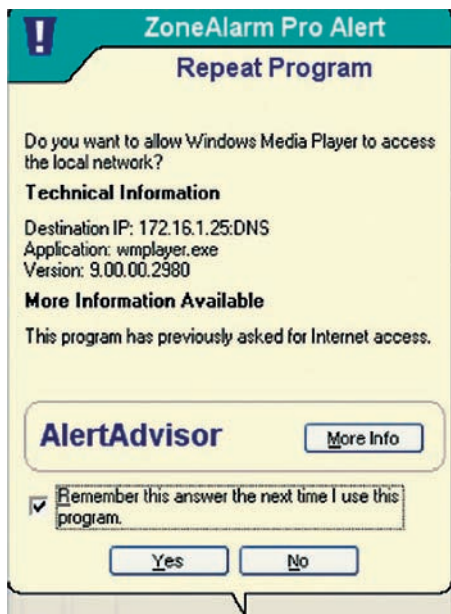 ZoneAlarm Pro Alert
Repeat Program
Do you want to allow Windows Media Player to access
the local network?
Technical Information
Destination IP: 172.16.1.25:DNS
Application: wmplayer.exe
Version: 9.00.00.2980
More Information Available
This program has previously asked for Internet access.
AlertAdvisor
More Info
Remember this answer the next time I use this
program.
Yes
No